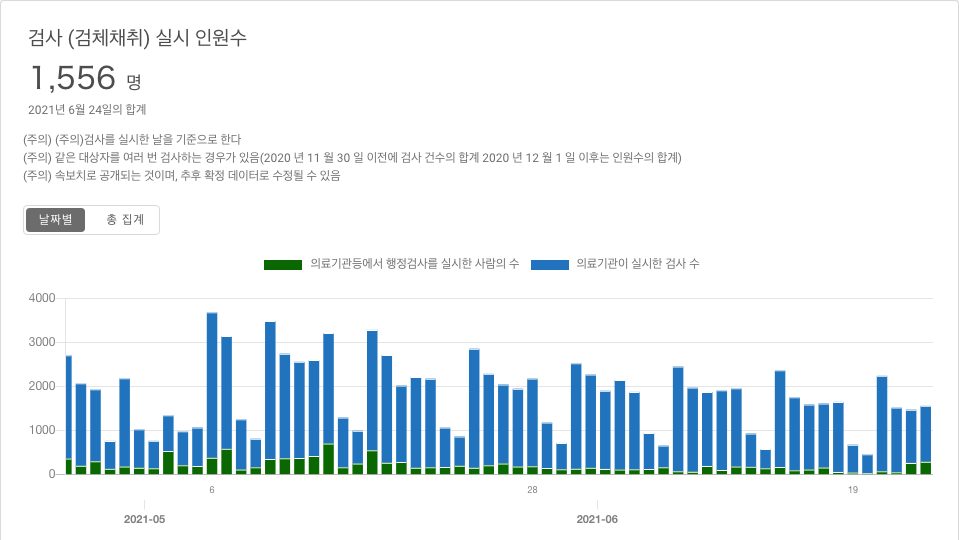 검사 (검체채취) 실시 인원수
1,556 명
2021년 6월 24일의 합계
(주의) (주의)검사를 실시한 날을 기준으로 한다
(주의) 같은 대상자를 여러 번 검사하는 경우가 있음(2020 년 11 월 30 일 이전에 검사 건수의 합계 2020 년 12 월 1 일 이후는 인원수의 합계)
(주의) 속보치로 공개되는 것이며, 추후 확정 데이터로 수정될 수 있음
날짜별 총 집계
의료기관등에서 행정검사를 실시한 사람의 수 의료기관이 실시한 검사 수
4000
3000
2000
1000
0
6 28 19
2021-05 2021-06